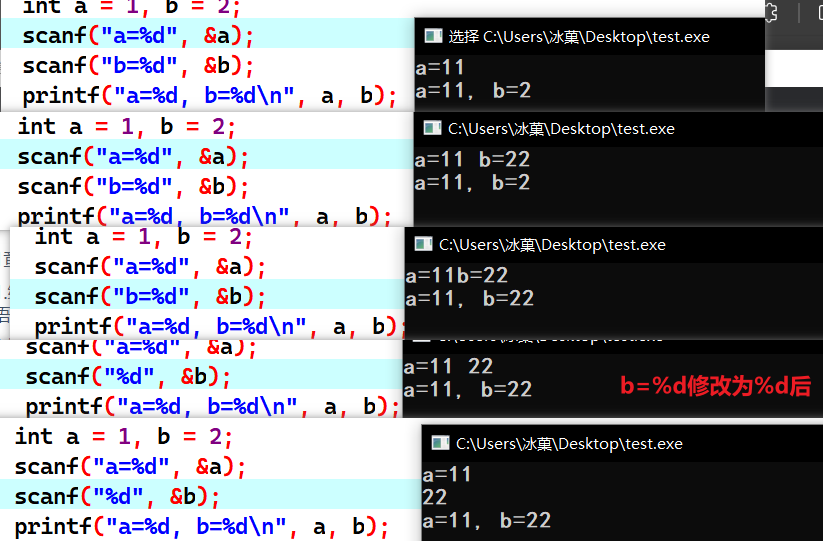 int a = 1, b = 2;
scanf("a=%d", &a);
scanf("b=%d", &b);
printf("a=%d, b=%d\n", a, b);
选择 C:\Users\冰菓\Desktop\test.exe
a=11
a=11, b=2
int a = 1, b = 2;
scanf("a=%d", &a);
scanf("b=%d", &b);
printf("a=%d, b=%d\n", a, b);
C:\Users\冰菓\Desktop\test.exe
a=11 b=22
a=11, b=2
int a = 1, b = 2;
scanf("a=%d", &a);
scanf("b=%d", &b);
printf("a=%d, b=%d\n", a, b);
C:\Users\冰菓\Desktop\test.exe
a=11b=22
a=11, b=22
scanf("a=%d", &a);
scanf("%d", &b);
printf("a=%d, b=%d\n", a, b);
a=11 22
a=11, b=22
b=%d修改为%d后
int a = 1, b = 2;
scanf("a=%d", &a);
scanf("%d", &b);
printf("a=%d, b=%d\n", a, b);
C:\Users\冰菓\Desktop\test.exe
a=11
22
a=11, b=22